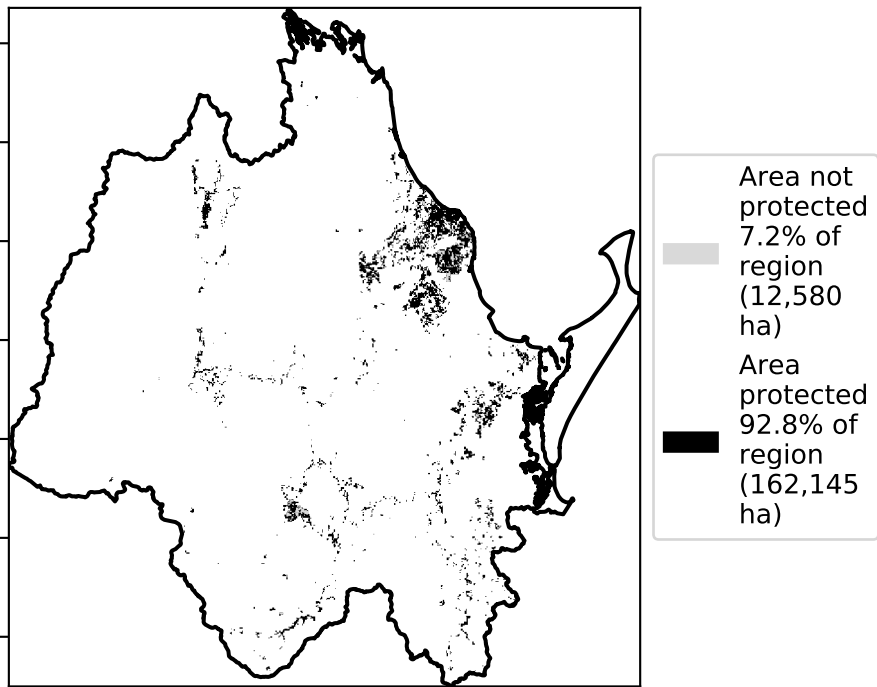 Area not
protected
7.2% of
region
(12,580
ha)
Area
protected
92.8% of
region
(162,145
ha)